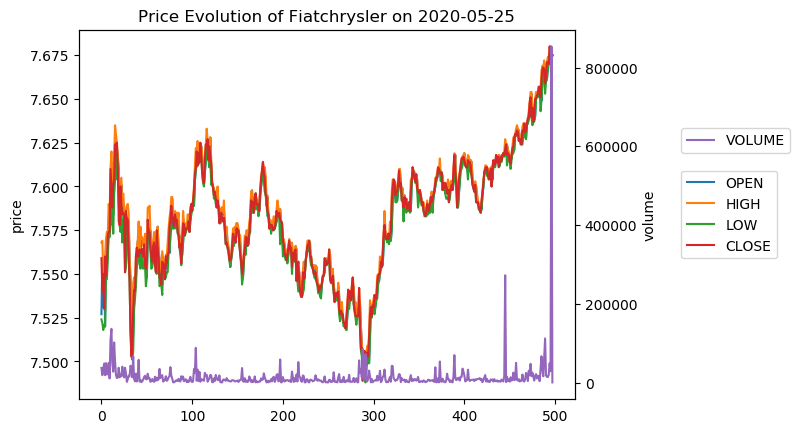 Price Evolution of Fiatchrysler on 2020-05-25
price
7.675
7.650
7.625
7.600
7.575
7.550
7.525
7.500
0
100
200
300
400
500
800000
600000
400000
200000
0
volume
VOLUME
OPEN
HIGH
LOW
CLOSE